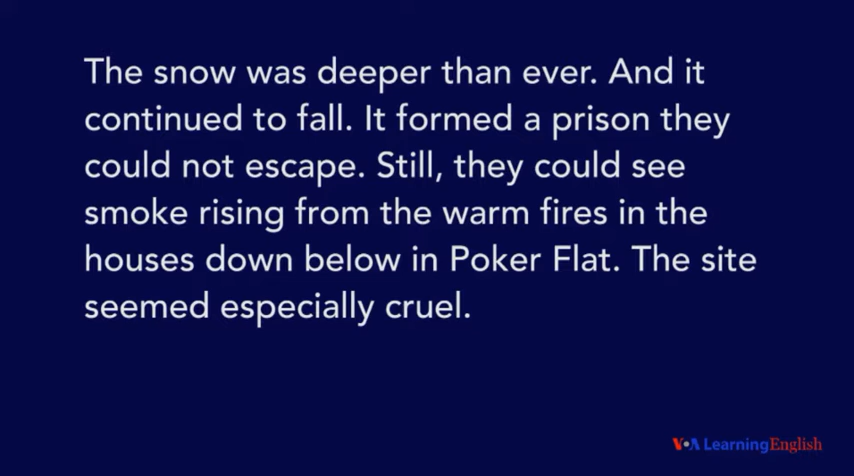 The snow was deeper than ever. And it
continued to fall. It formed a prison they
could not escape. Still, they could see
smoke rising from the warm fires in the
houses down below in Poker Flat. The site
seemed especially cruel.
VOA LearningEnglish